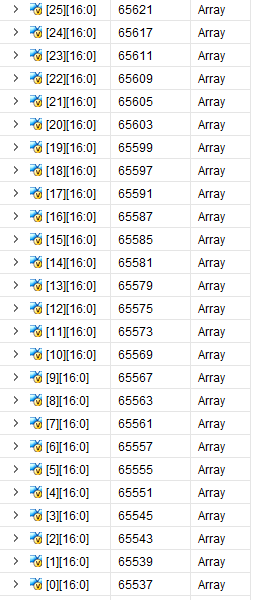 [25][16:0] 65621 Array
[24][16:0] 65617 Array
[23][16:0] 65611 Array
[22][16:0] 65609 Array
[21][16:0] 65605 Array
[20][16:0] 65603 Array
[19][16:0] 65599 Array
[18][16:0] 65597 Array
[17][16:0] 65591 Array
[16][16:0] 65587 Array
[15][16:0] 65585 Array
[14][16:0] 65581 Array
[13][16:0] 65579 Array
[12][16:0] 65575 Array
[11][16:0] 65573 Array
[10][16:0] 65569 Array
[9][16:0] 65567 Array
[8][16:0] 65563 Array
[7][16:0] 65561 Array
[6][16:0] 65557 Array
[5][16:0] 65555 Array
[4][16:0] 65551 Array
[3][16:0] 65545 Array
[2][16:0] 65543 Array
[1][16:0] 65539 Array
[0][16:0] 65537 Array